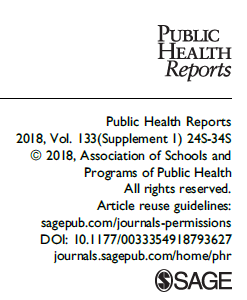 PUBLIC
HEALTH
Reports
Public Health Reports
2018, Vol. 133(Supplement 1) 24S-34S
© 2018, Association of Schools and
Programs of Public Health
All rights reserved.
Article reuse guidelines:
sagepub.com/journals-permissions
DOI: 10.1177/0033354918793627
journals.sagepub.com/home/phr
SAGE